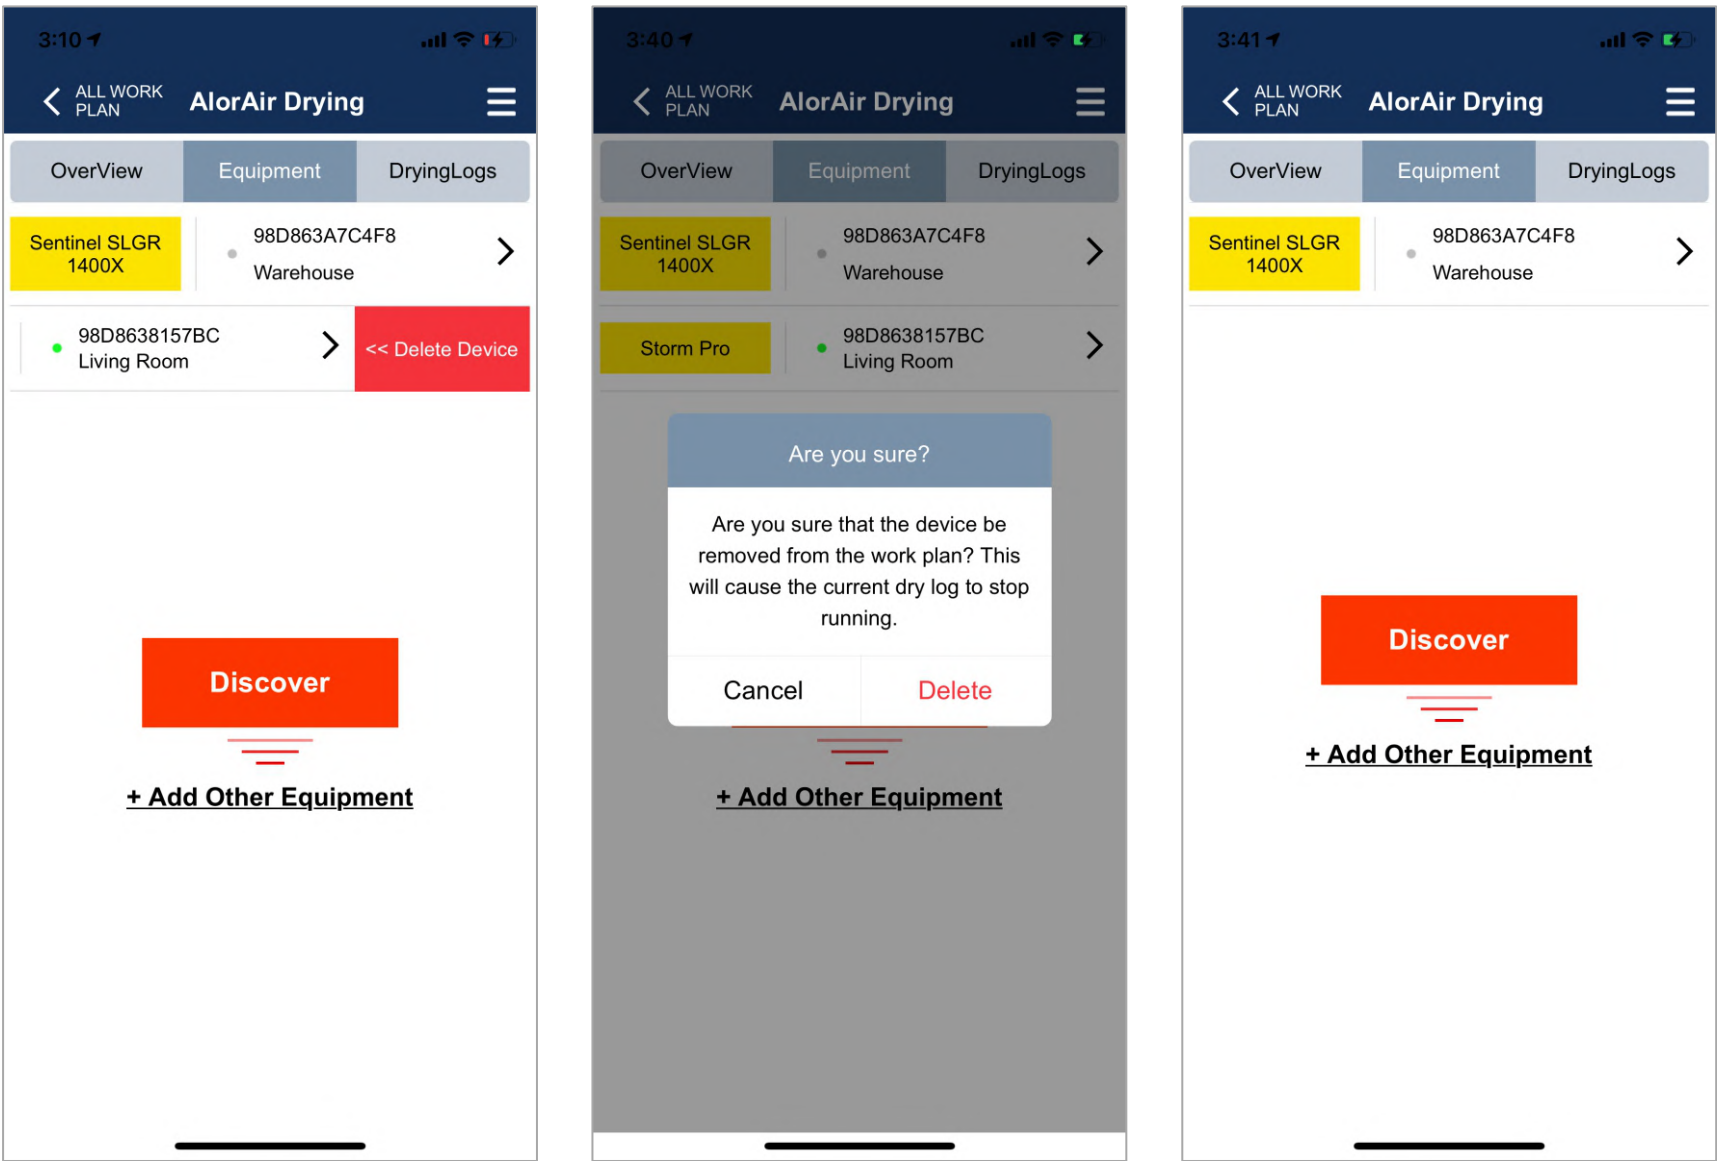 3:10
ALL WORK
PLAN
AlorAir Drying
OverView
Equipment
DryingLogs
Sentinel SLGR
1400X
98D863A7C4F8
Warehouse
98D8638157BC
Living Room
<< Delete Device
Discover
+ Add Other Equipment
3:40
ALL WORK
PLAN
AlorAir Drying
OverView
Equipment
DryingLogs
Sentinel SLGR
1400X
98D863A7C4F8
Warehouse
Storm Pro
98D8638157BC
Living Room
Are you sure?
Are you sure that the device be
removed from the work plan? This
will cause the current dry log to stop
running.
Cancel
Delete
+ Add Other Equipment
3:41
ALL WORK
PLAN
AlorAir Drying
OverView
Equipment
DryingLogs
Sentinel SLGR
1400X
98D863A7C4F8
Warehouse
Discover
+ Add Other Equipment